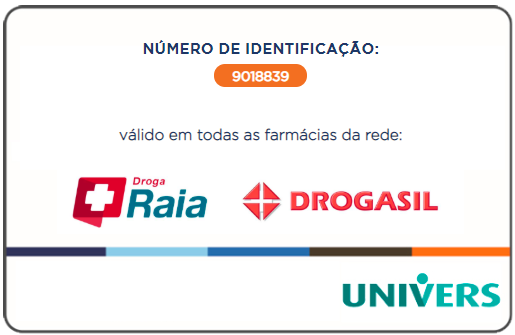 NÚMERO DE IDENTIFICAÇÃO:
9018839
válido em todas as farmácias da rede:
Droga
Raia
DROGASIL
UNIVERS